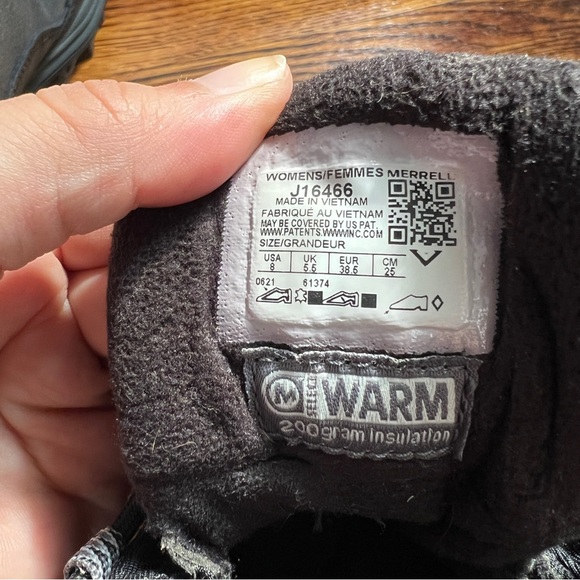 WOMENS/FEMMES MERRELL
J16466
MADE IN VIETNAM
FABRIQUÉ AU VIETNAM
MAY BE COVERED BY US PAT.
WWW.PATENTS.WWWINC.COM
SIZE/GRANDEUR
USA UK EUR CM
8 5.5 38.5 25
0621 61374
M SELECT WARM
200 gram insulation